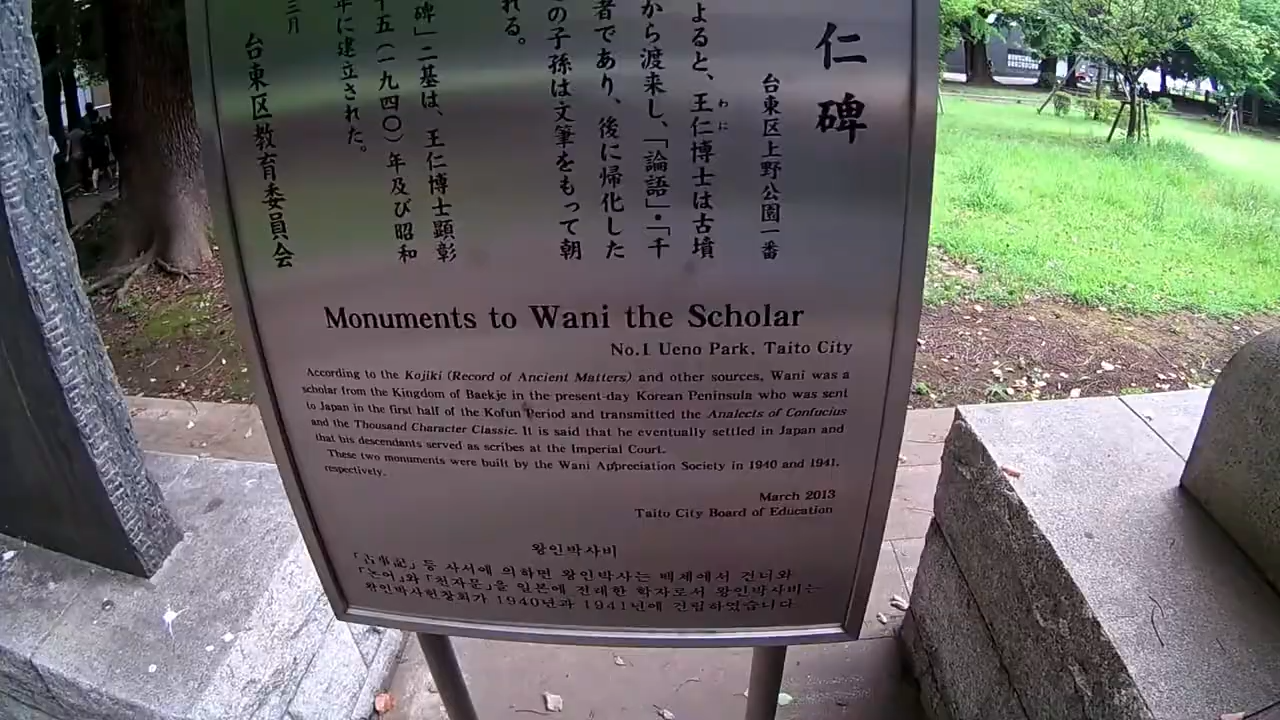 仁碑
台東区上野公園一番
よると、王仁博士は古墳
わに
から渡来し、「論語」・「千
者であり、後に帰化した
の子孫は文筆をもって朝
れる。
碑」二基は、王仁博士顕彰
十五(一九四〇)年及び昭和
年に建立された。
三月
台東区教育委員会
Monuments to Wani the Scholar
No.1 Ueno Park, Taito City
According to the Kojiki (Record of Ancient Matters) and other sources, Wani was a
scholar from the Kingdom of Baekje in the present-day Korean Peninsula who was sent
to Japan in the first half of the Kofun Period and transmitted the Analects of Confucius
and the Thousand Character Classic. It is said that he eventually settled in Japan and
that his descendants served as scribes at the Imperial Court.
These two monuments were built by the Wani Appreciation Society in 1940 and 1941,
respectively.
March 2013
Taito City Board of Education
왕인박사비
「古事記」등 사서에 의하면 왕인박사는 백제에서 건너와
「논어」와 「천자문」을 일본에 전래한 학자로서 왕인박사비는
왕인박사현창회가 1940년과 1941년에 건립하였습니다